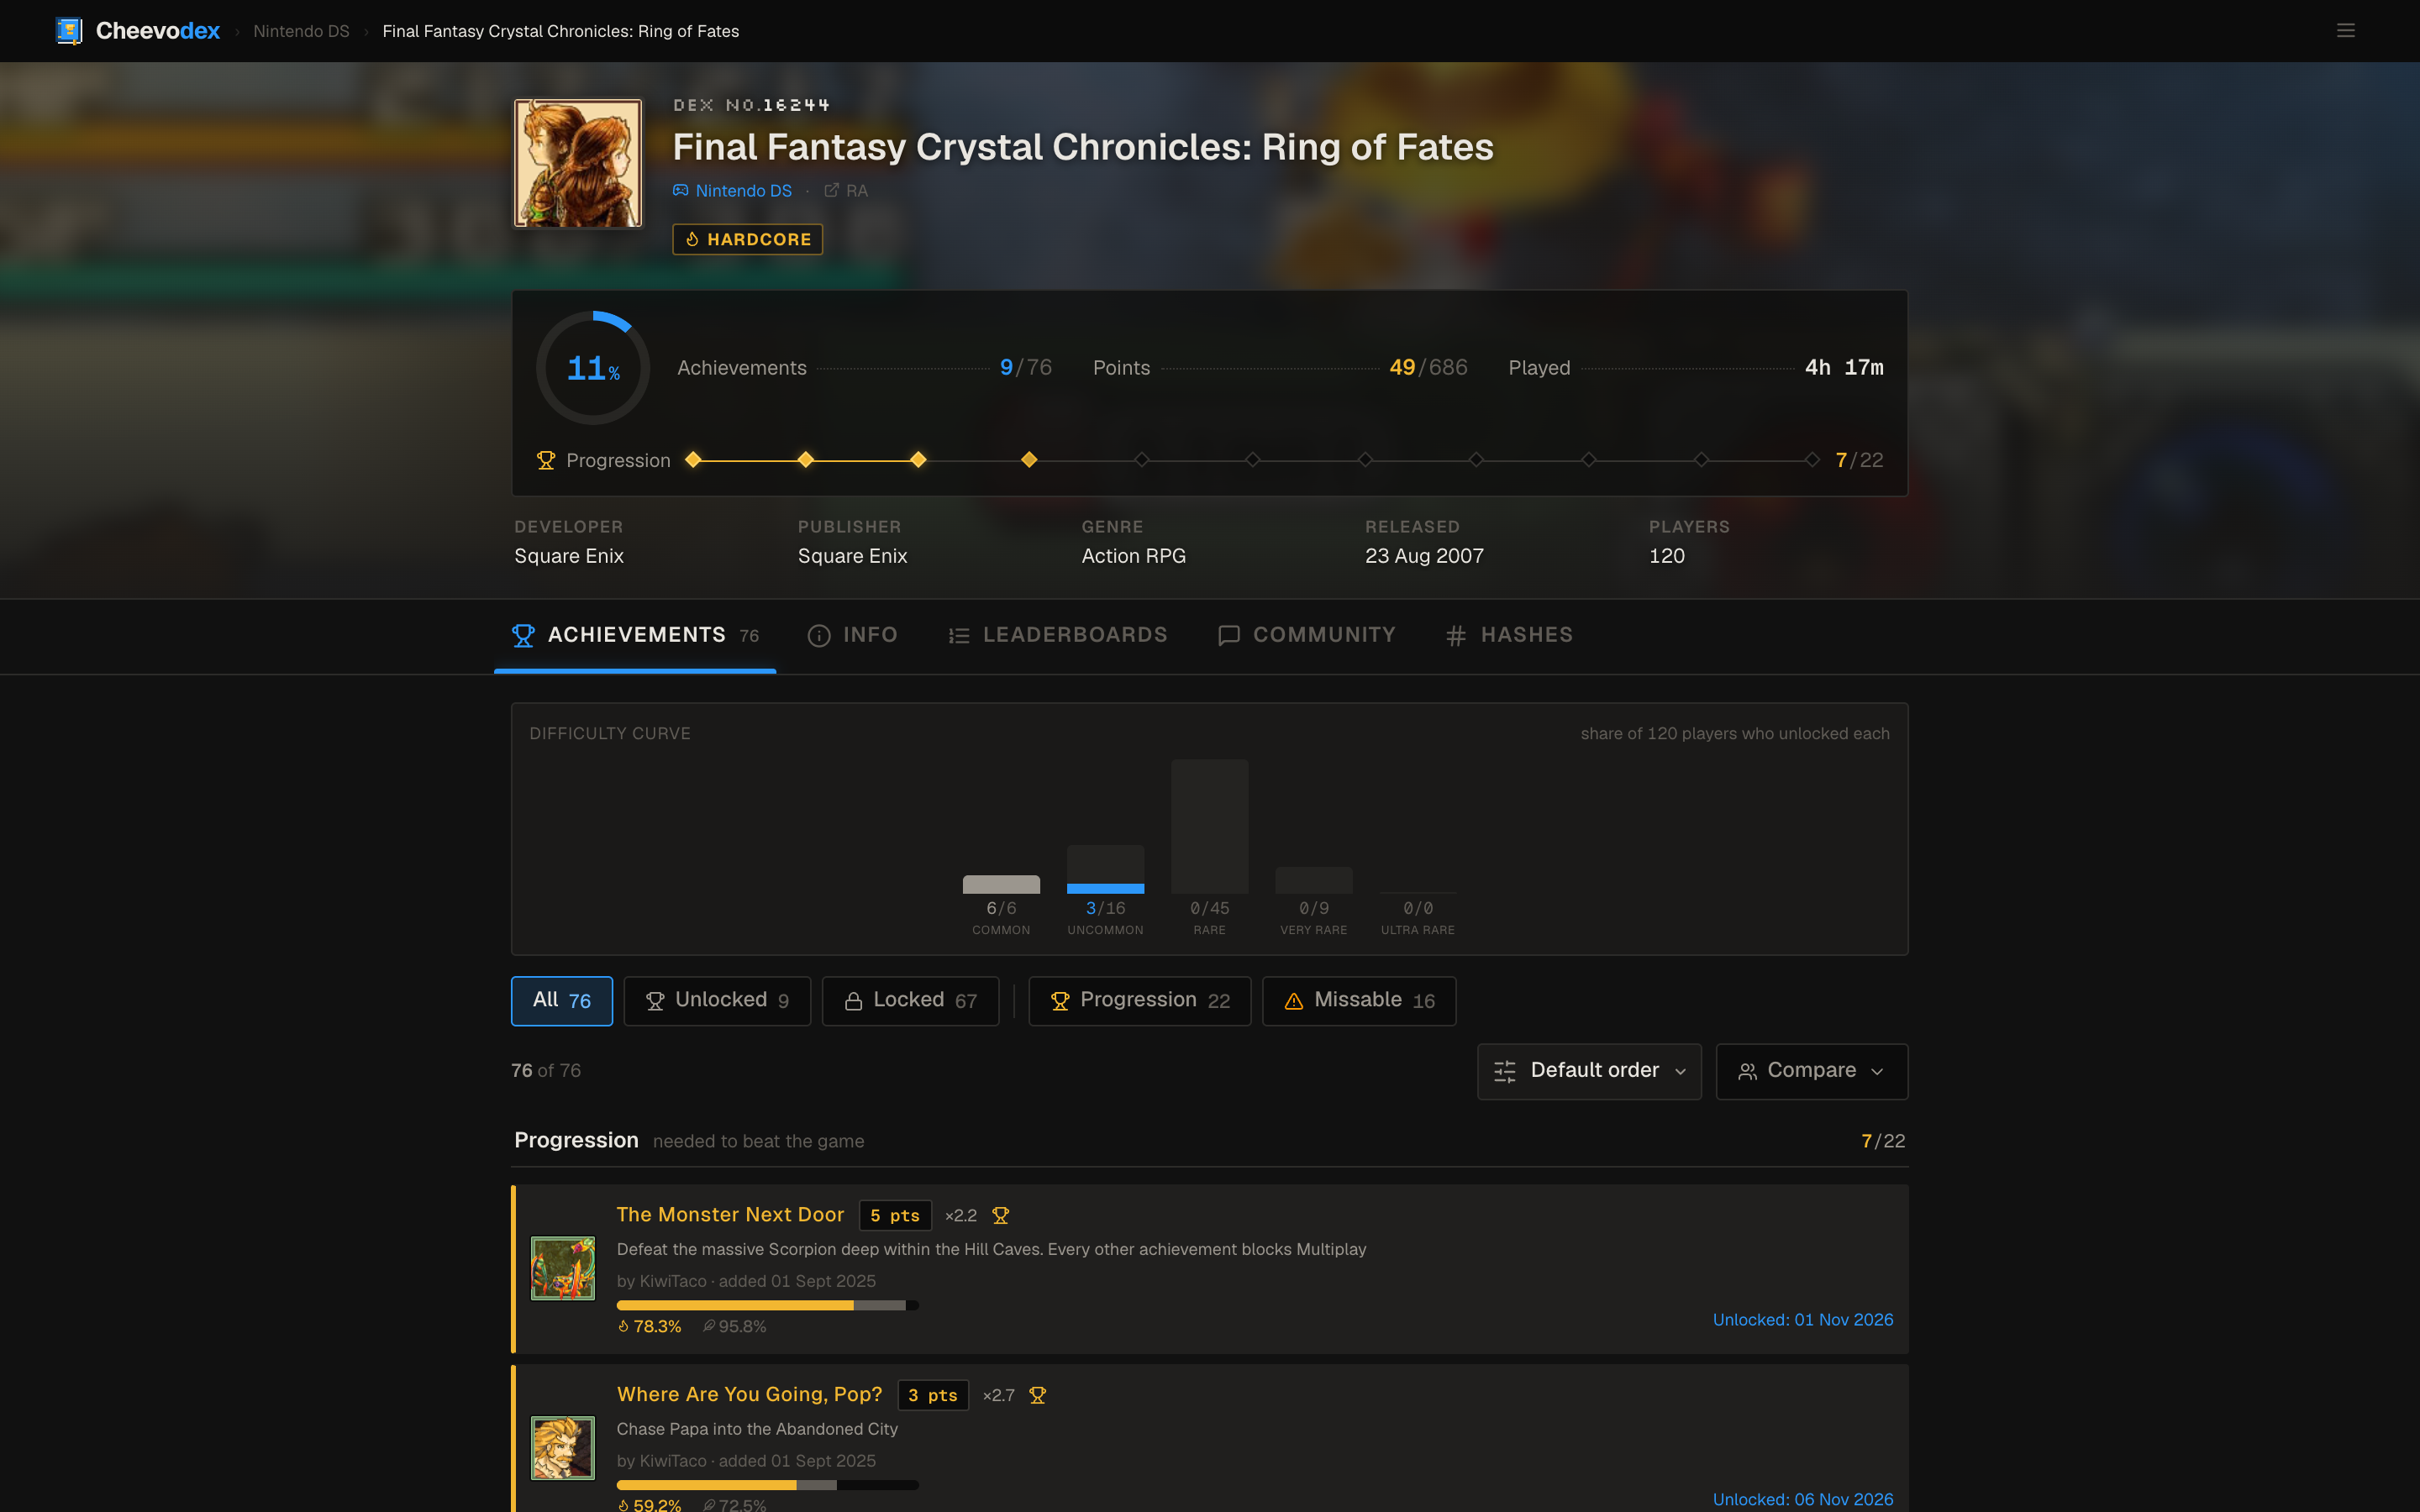 Cheevodex › Nintendo DS › Final Fantasy Crystal Chronicles: Ring of Fates
DEX NO.16244
Final Fantasy Crystal Chronicles: Ring of Fates
Nintendo DS · RA
HARDCORE
11%
Achievements 9/76
Points 49/686
Played 4h 17m
Progression 7/22
DEVELOPER
Square Enix
PUBLISHER
Square Enix
GENRE
Action RPG
RELEASED
23 Aug 2007
PLAYERS
120
ACHIEVEMENTS 76
INFO
LEADERBOARDS
COMMUNITY
HASHES
DIFFICULTY CURVE
share of 120 players who unlocked each
6/6
COMMON
3/16
UNCOMMON
0/45
RARE
0/9
VERY RARE
0/0
ULTRA RARE
All 76
Unlocked 9
Locked 67
Progression 22
Missable 16
76 of 76
Default order
Compare
Progression needed to beat the game
7/22
The Monster Next Door 5 pts ×2.2
Defeat the massive Scorpion deep within the Hill Caves. Every other achievement blocks Multiplay
by KiwiTaco · added 01 Sept 2025
78.3% 95.8%
Unlocked: 01 Nov 2026
Where Are You Going, Pop? 3 pts ×2.7
Chase Papa into the Abandoned City
by KiwiTaco · added 01 Sept 2025
59.2% 72.5%
Unlocked: 06 Nov 2026